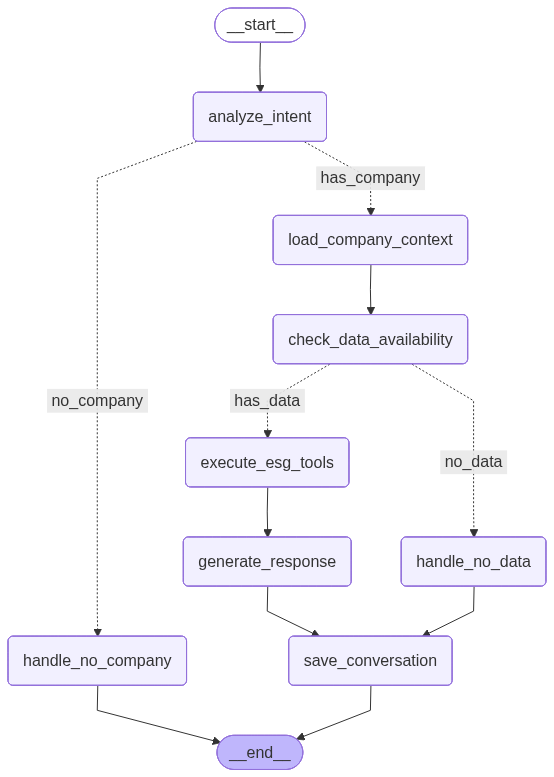 __start__
analyze_intent
has_company
load_company_context
check_data_availability
no_company
has_data
execute_esg_tools
no_data
generate_response
handle_no_data
handle_no_company
save_conversation
__end__